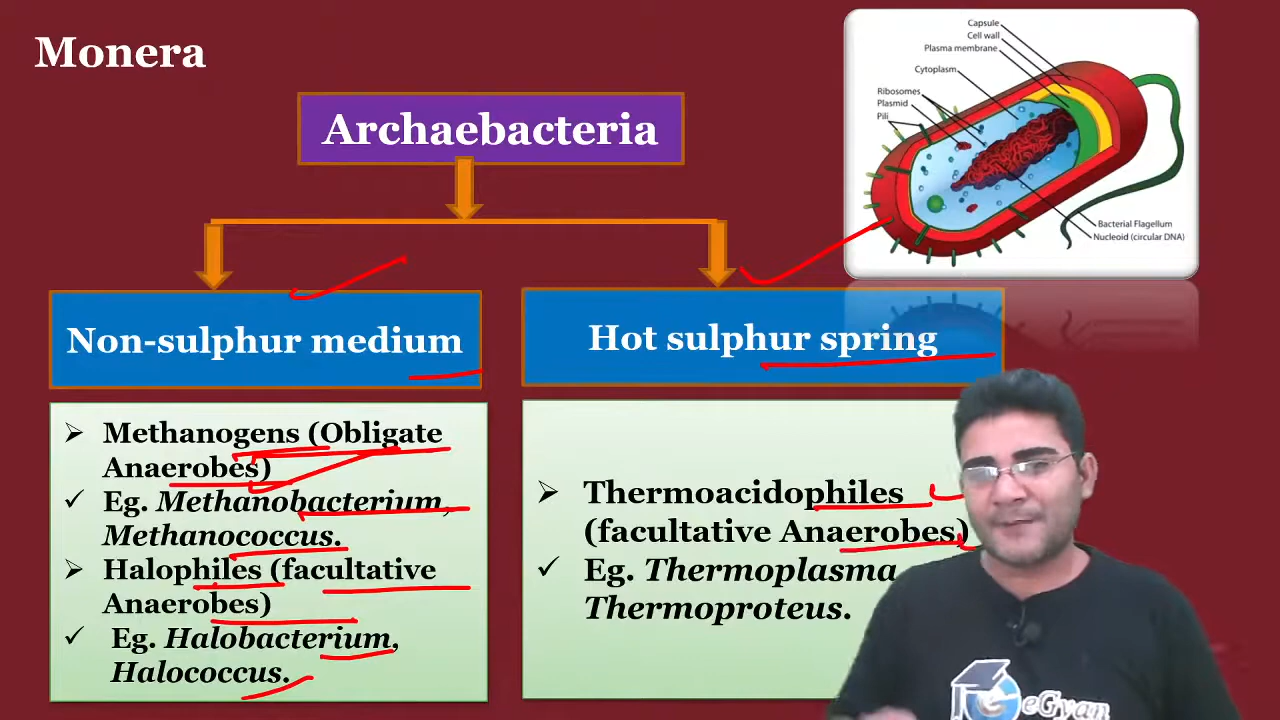 Monera
Archaebacteria
Capsule
Cell wall
Plasma membrane
Cytoplasm
Ribosomes
Plasmid
Pili
Bacterial Flagellum
Nucleoid (circular DNA)
Non-sulphur medium
Hot sulphur spring
➢ Methanogens (Obligate
Anaerobes)
✓ Eg. Methanobacterium,
Methanococcus.
➢ Halophiles (facultative
Anaerobes)
✓ Eg. Halobacterium,
Halococcus.
➢ Thermoacidophiles
(facultative Anaerobes)
✓ Eg. Thermoplasma
Thermoproteus.
eGyan